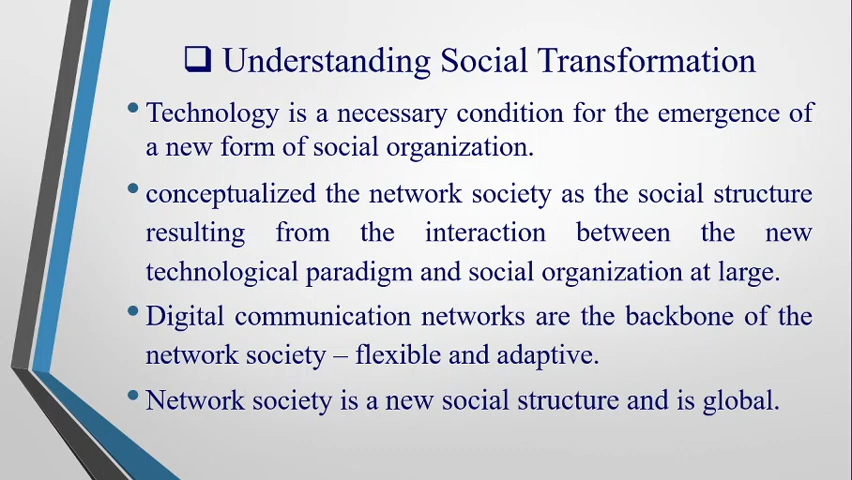 ❑ Understanding Social Transformation
• Technology is a necessary condition for the emergence of
a new form of social organization.
• conceptualized the network society as the social structure
resulting from the interaction between the new
technological paradigm and social organization at large.
• Digital communication networks are the backbone of the
network society – flexible and adaptive.
• Network society is a new social structure and is global.